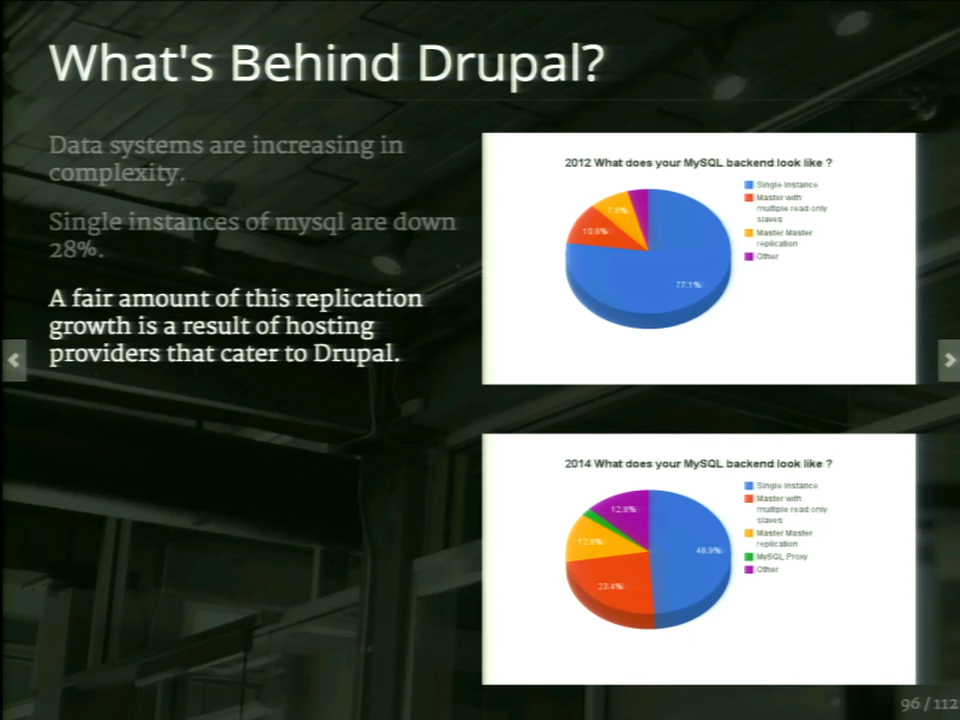 What's Behind Drupal?
Data systems are increasing in
complexity.
Single instances of mysql are down
28%.
A fair amount of this replication
growth is a result of hosting
providers that cater to Drupal.
2012 What does your MySQL backend look like ?
Single Instance
Master with
multiple read only
slaves
Master Master
replication
Other
7.8%
10.8%
77.1%
2014 What does your MySQL backend look like ?
Single Instance
Master with
multiple read only
slaves
Master Master
replication
MySQL Proxy
Other
12.8%
12.8%
48.9%
23.4%
96 / 112